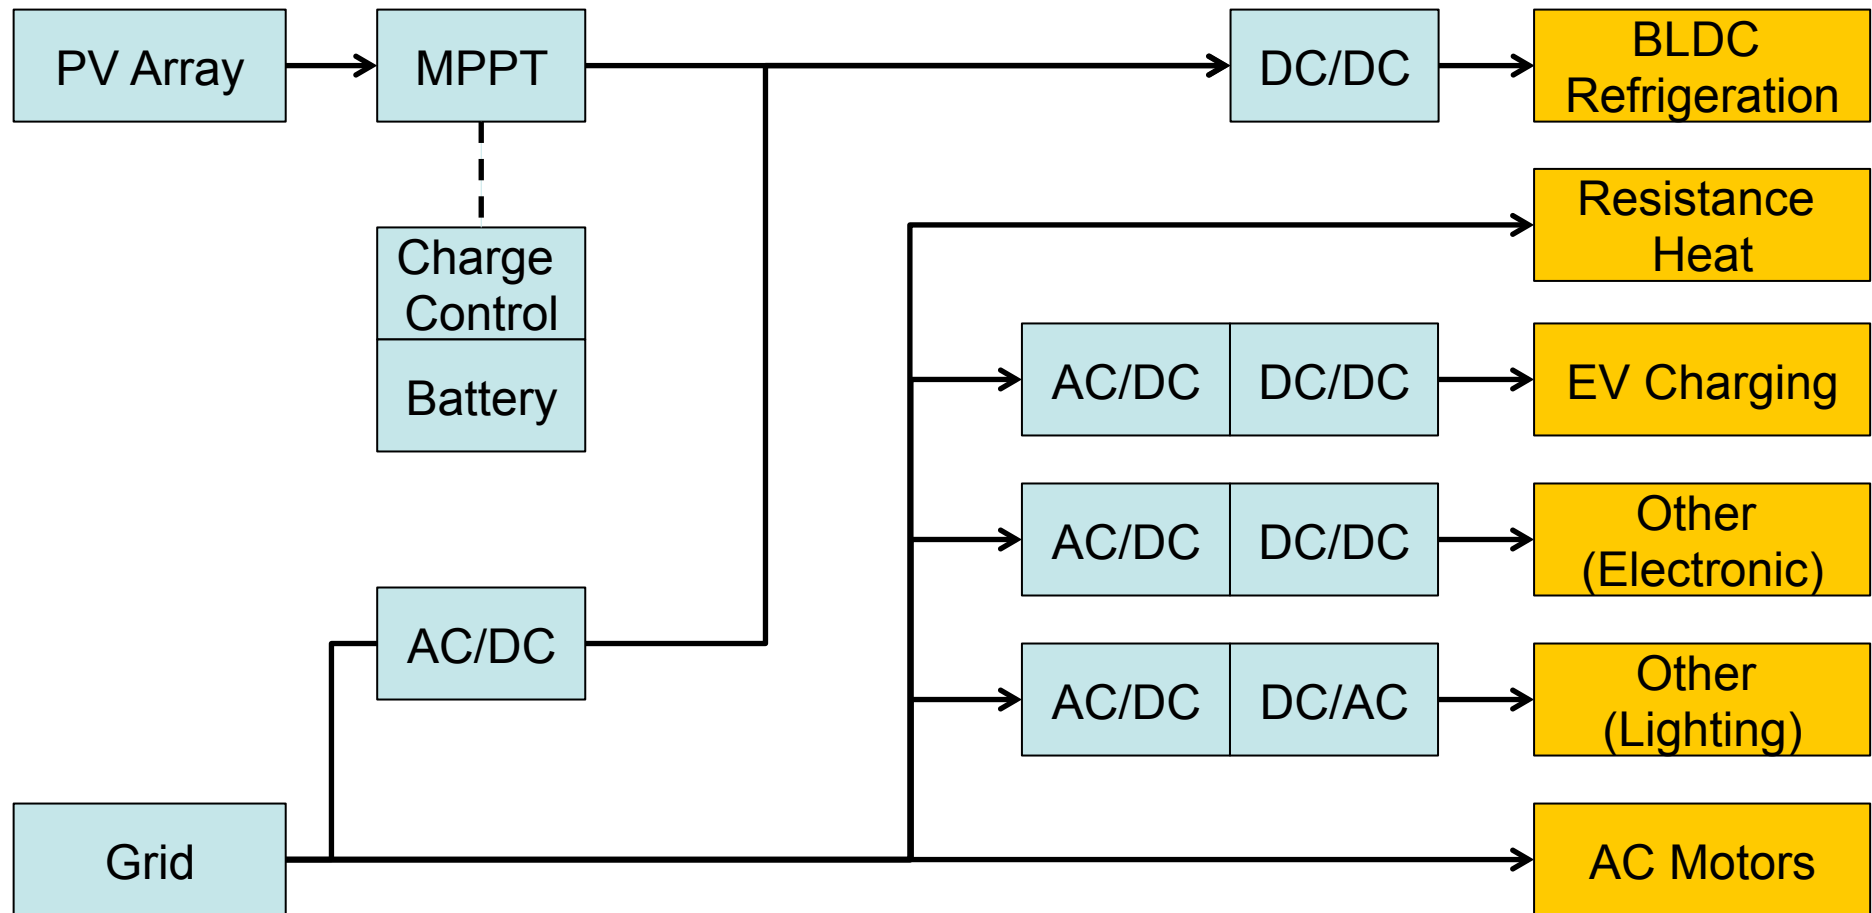 PV Array
MPPT
DC/DC
BLDC
Refrigeration
Resistance
Heat
Charge
Control
Battery
AC/DC
DC/DC
EV Charging
AC/DC
DC/DC
Other
(Electronic)
AC/DC
AC/DC
DC/AC
Other
(Lighting)
Grid
AC Motors